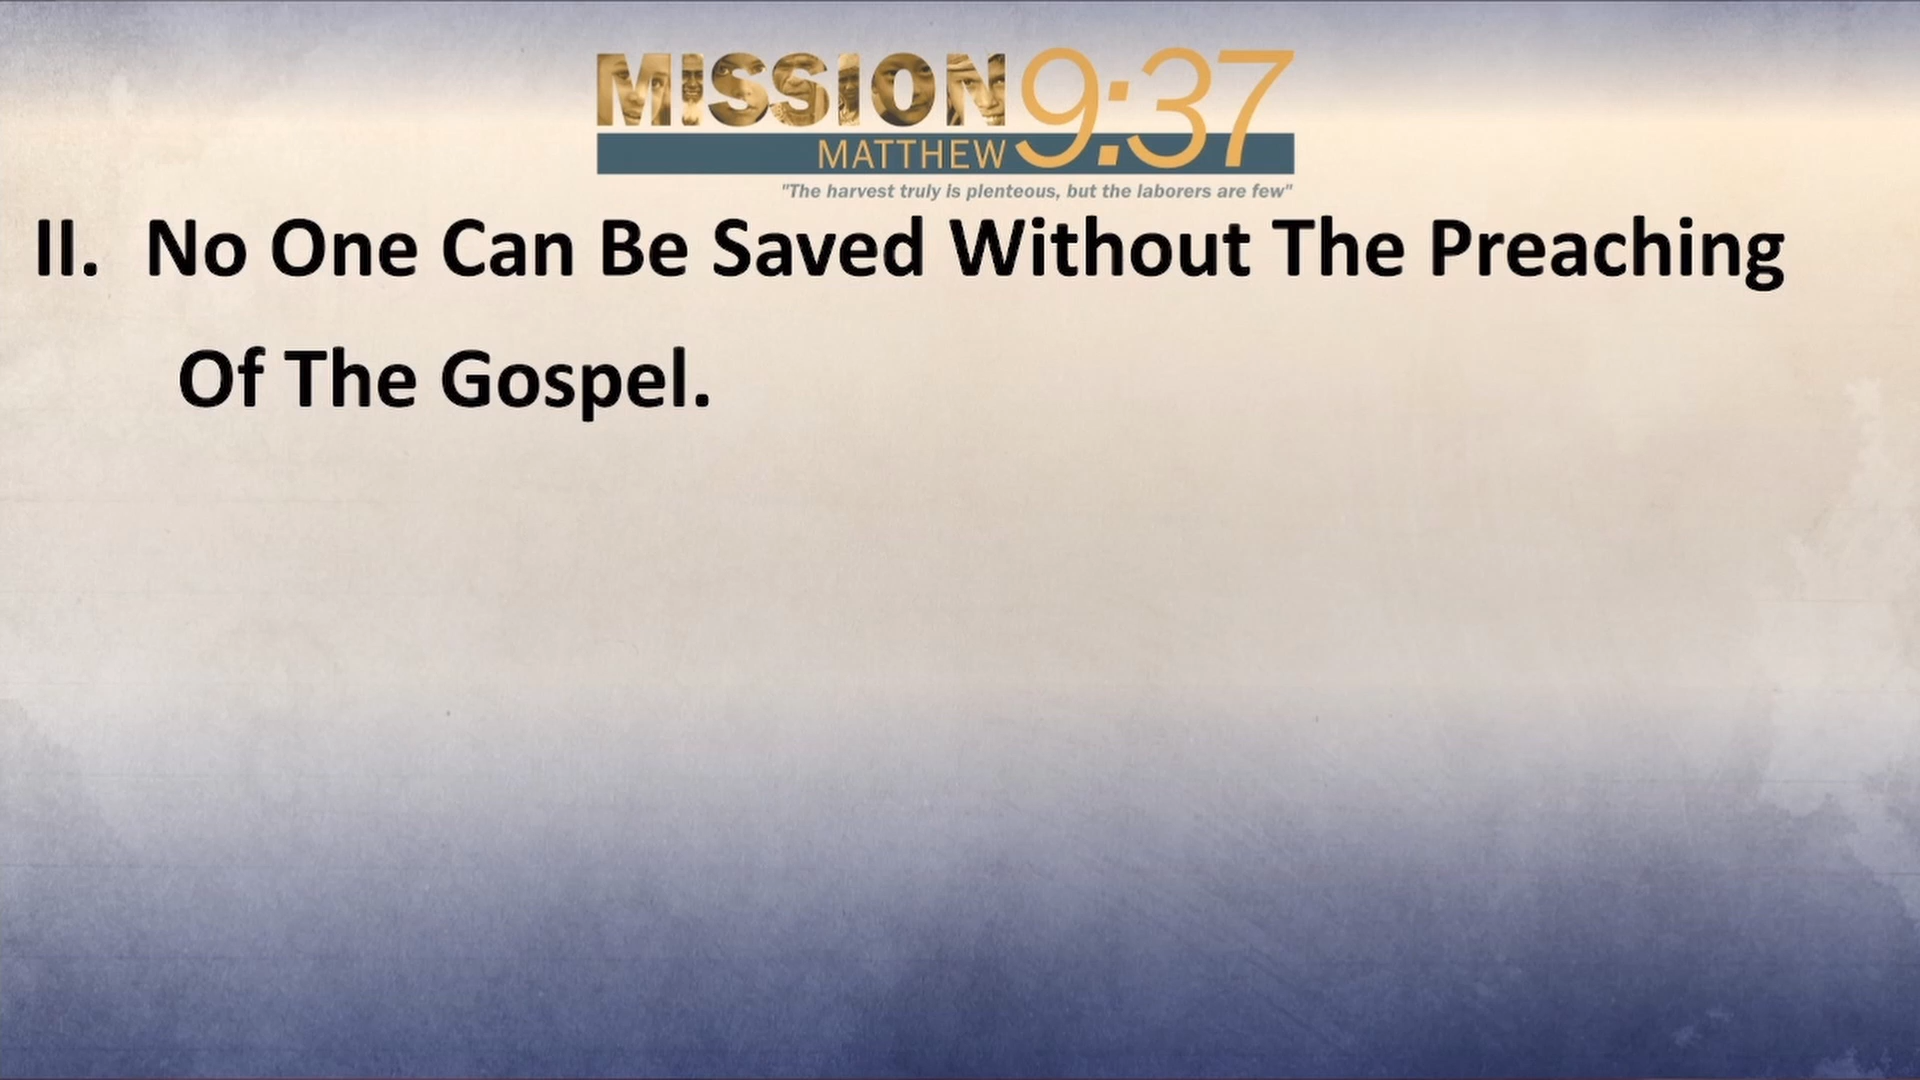 MISSION 9:37
MATTHEW
"The harvest truly is plenteous, but the laborers are few"
II. No One Can Be Saved Without The Preaching
Of The Gospel.